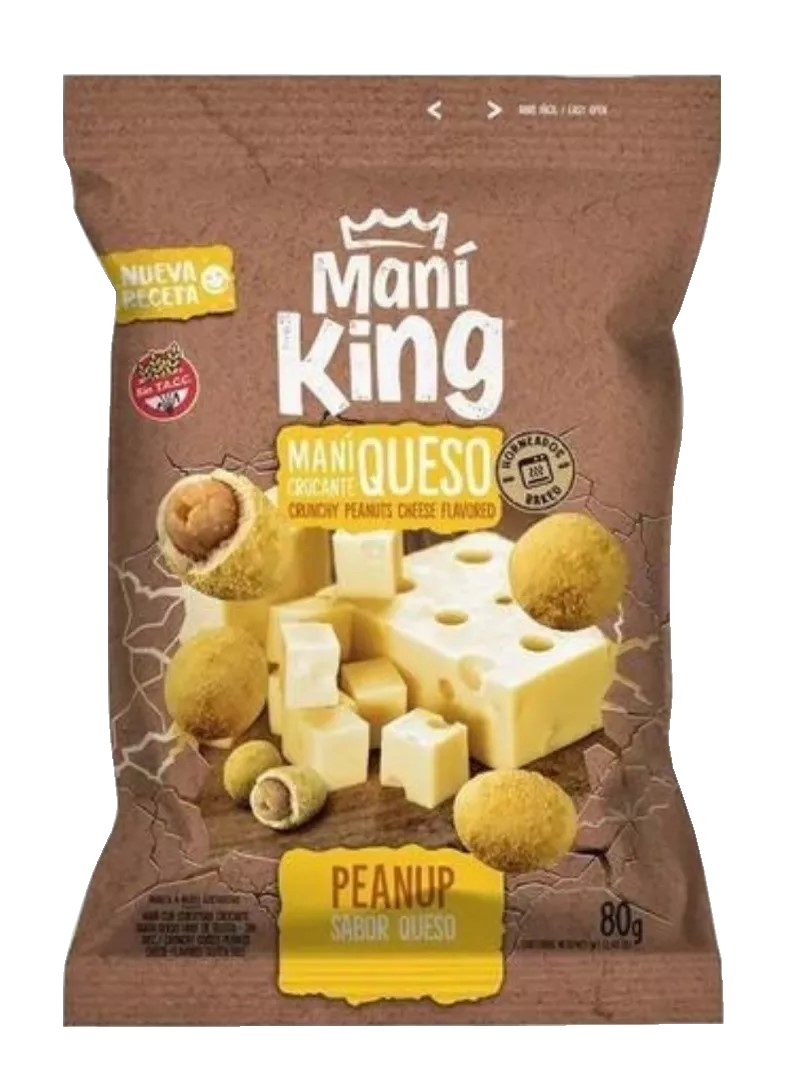 < > ABRE FÁCIL / EASY OPEN
NUEVA
RECETA
Sin T.A.C.C.
Maní
King
MANÍ
CROCANTE
QUESO
CRUNCHY PEANUTS CHEESE FLAVORED
HORNEADOS
BAKED
PEANUP
SABOR QUESO
80g